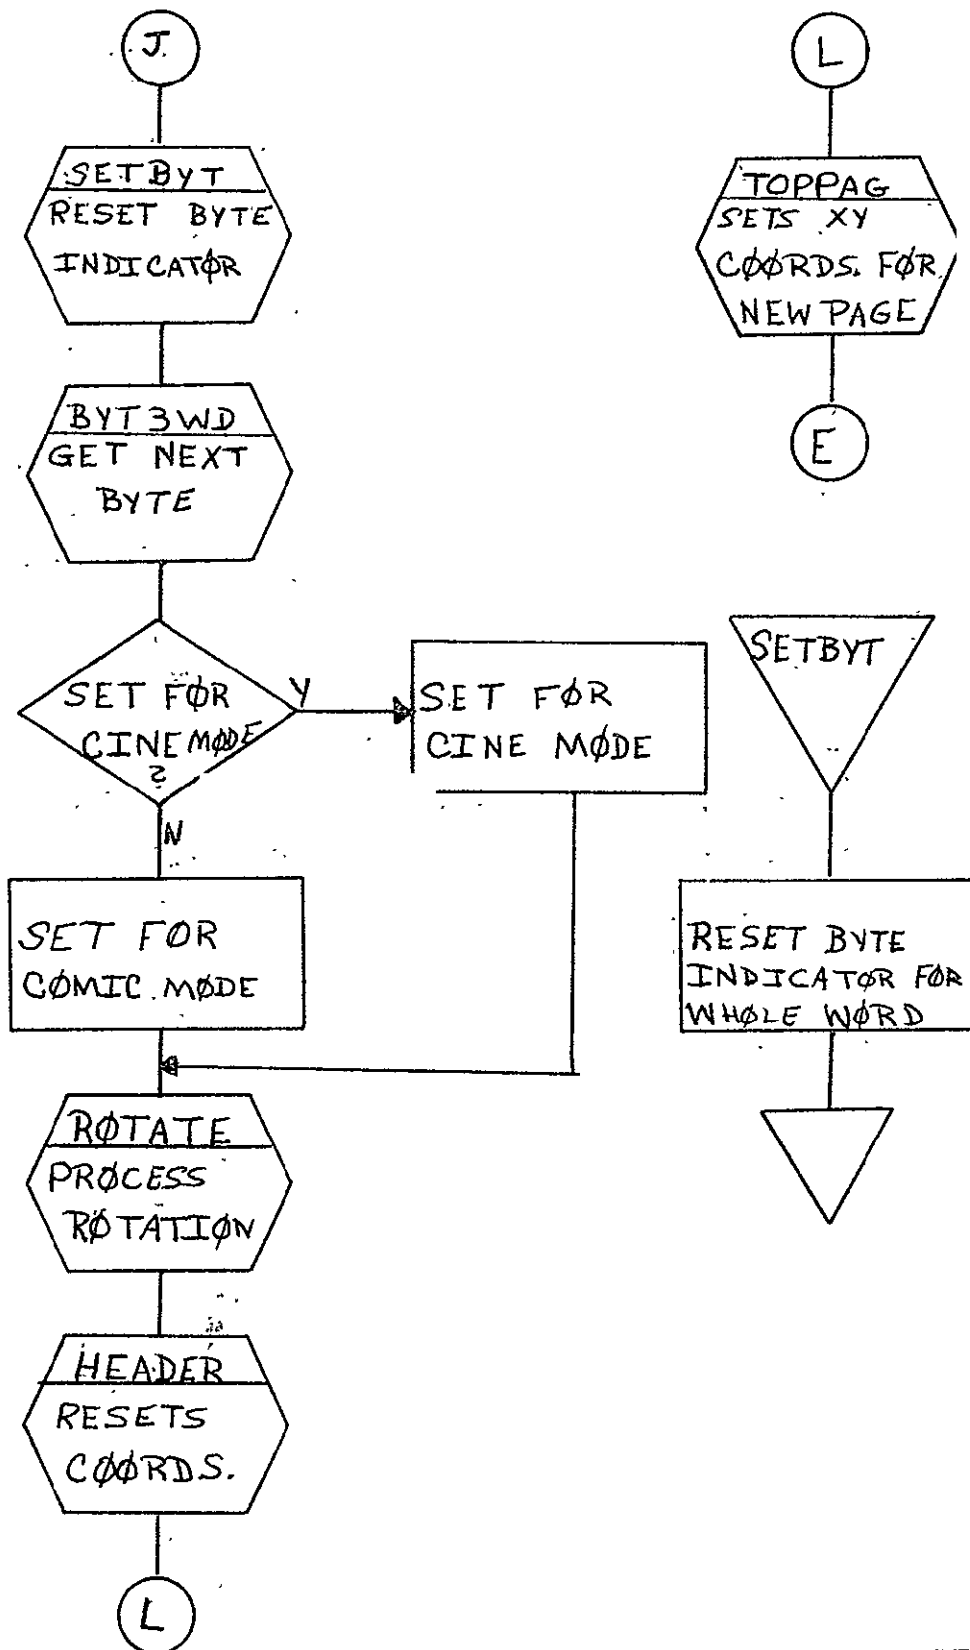 J.
SETBYT
RESET BYTE
INDICATØR
BYT3WD
GET NEXT
BYTE
SET FØR
CINE MØDE
?
Y
N
SET FØR
CINE MØDE
SET FØR
CØMIC MØDE
RØTATE
PRØCESS
RØTATIØN
HEADER
RESETS
CØØRDS.
L
L
TOPPAG
SETS XY
CØØRDS. FØR
NEW PAGE
E
SETBYT
RESET BYTE
INDICATØR FØR
WHØLE WØRD